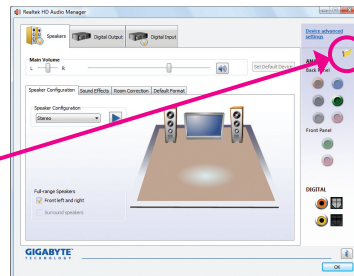 Realtek HD Audio Manager
Speakers
Digital Output
Digital Input
Device advanced
settings
Main Volume
L
R
Set Default Device
ANA
Back Panel
Speaker Configuration
Sound Effects
Room Correction
Default Format
Speaker Configuration
Stereo
Front Panel
Full-range Speakers
Front left and right
Surround speakers
DIGITAL
GIGABYTE
TECHNOLOGY
i
OK